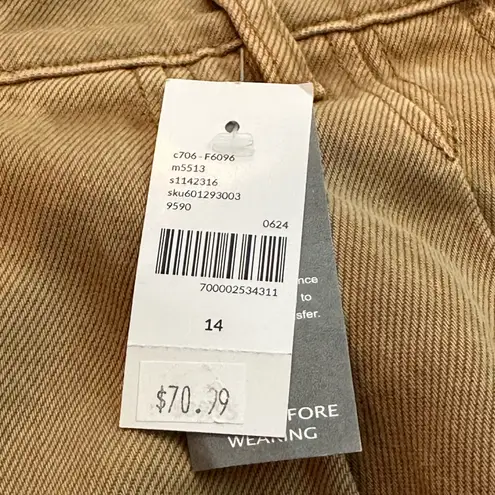 c706 - F6096
m5513
s1142316
sku601293003
9590
0624
700002534311
14
$70.99
nce
to
sfer.
FORE
WEARING